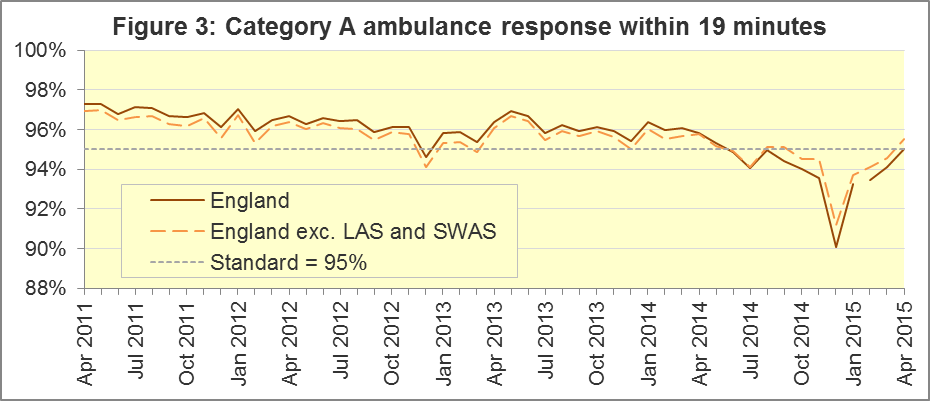 Figure 3: Category A ambulance response within 19 minutes
100%
98%
96%
94%
92%
90%
88%
England
England exc. LAS and SWAS
Standard = 95%
Apr 2011
Jul 2011
Oct 2011
Jan 2012
Apr 2012
Jul 2012
Oct 2012
Jan 2013
Apr 2013
Jul 2013
Oct 2013
Jan 2014
Apr 2014
Jul 2014
Oct 2014
Jan 2015
Apr 2015